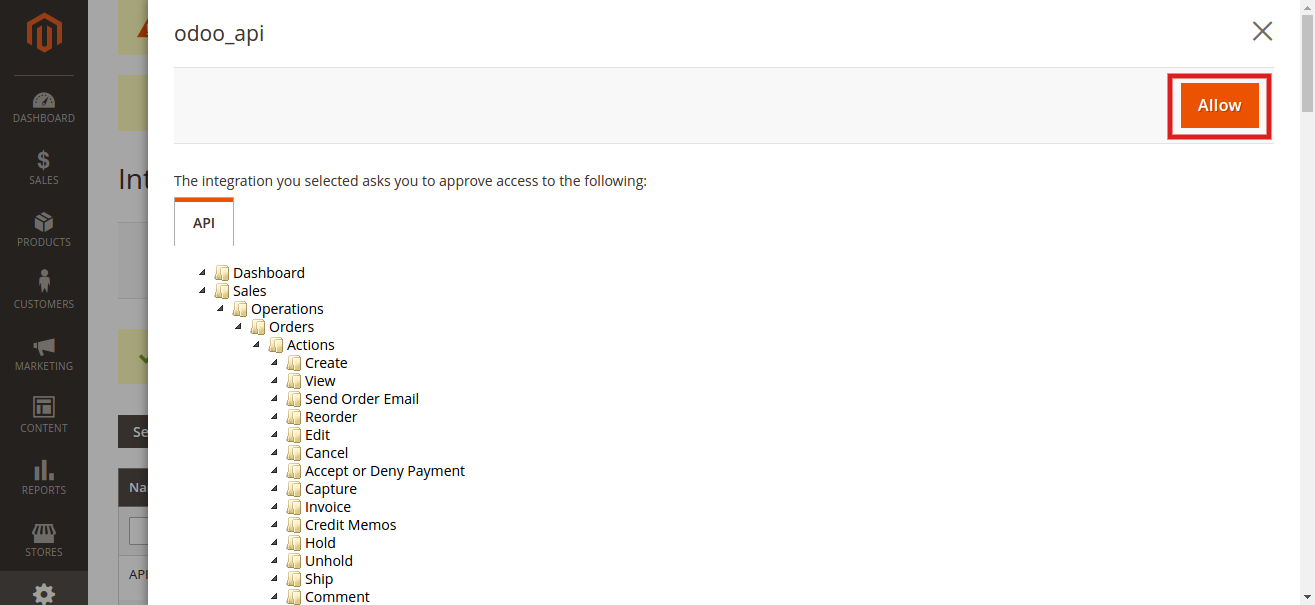 odoo_api
Allow
DASHBOARD
SALES
PRODUCTS
CUSTOMERS
MARKETING
CONTENT
REPORTS
STORES
Int
Se
Na
API
The integration you selected asks you to approve access to the following:
API
Dashboard
Sales
Operations
Orders
Actions
Create
View
Send Order Email
Reorder
Edit
Cancel
Accept or Deny Payment
Capture
Invoice
Credit Memos
Hold
Unhold
Ship
Comment